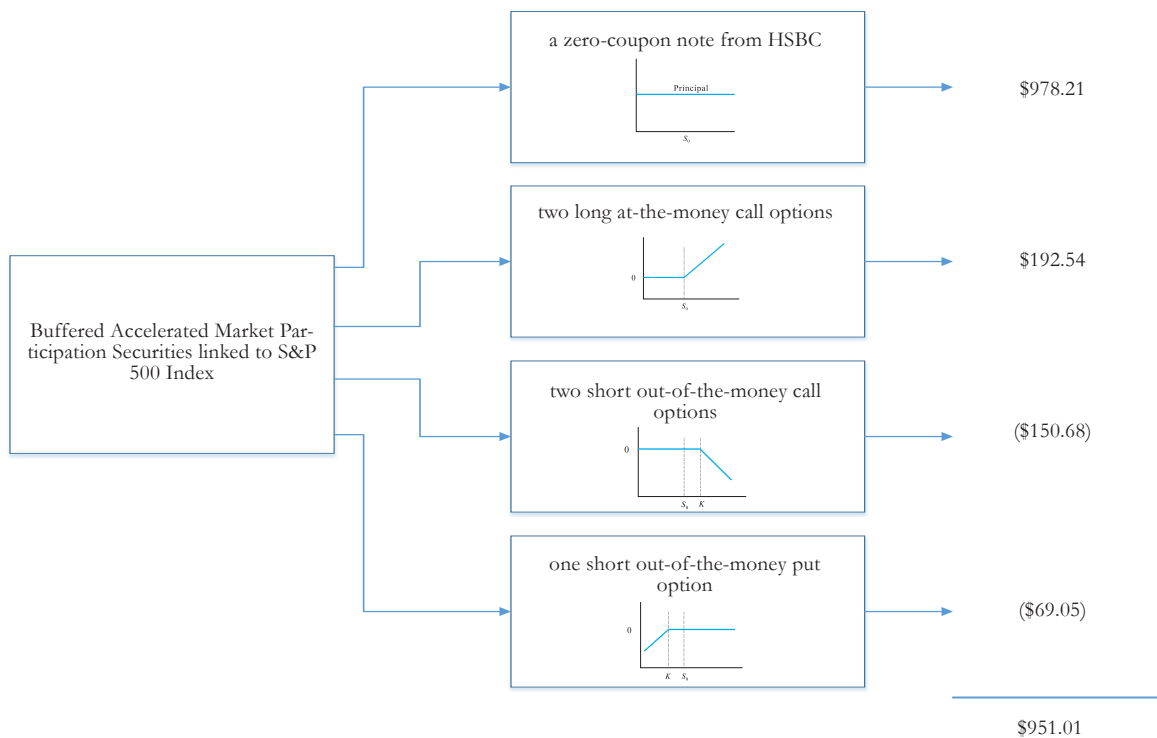 a zero-coupon note from HSBC
Principal
S₀
$978.21
two long at-the-money call options
0
S₀
$192.54
Buffered Accelerated Market Par-
ticipation Securities linked to S&P
500 Index
two short out-of-the-money call
options
0
S₀ K
($150.68)
one short out-of-the-money put
option
0
K S₀
($69.05)
$951.01